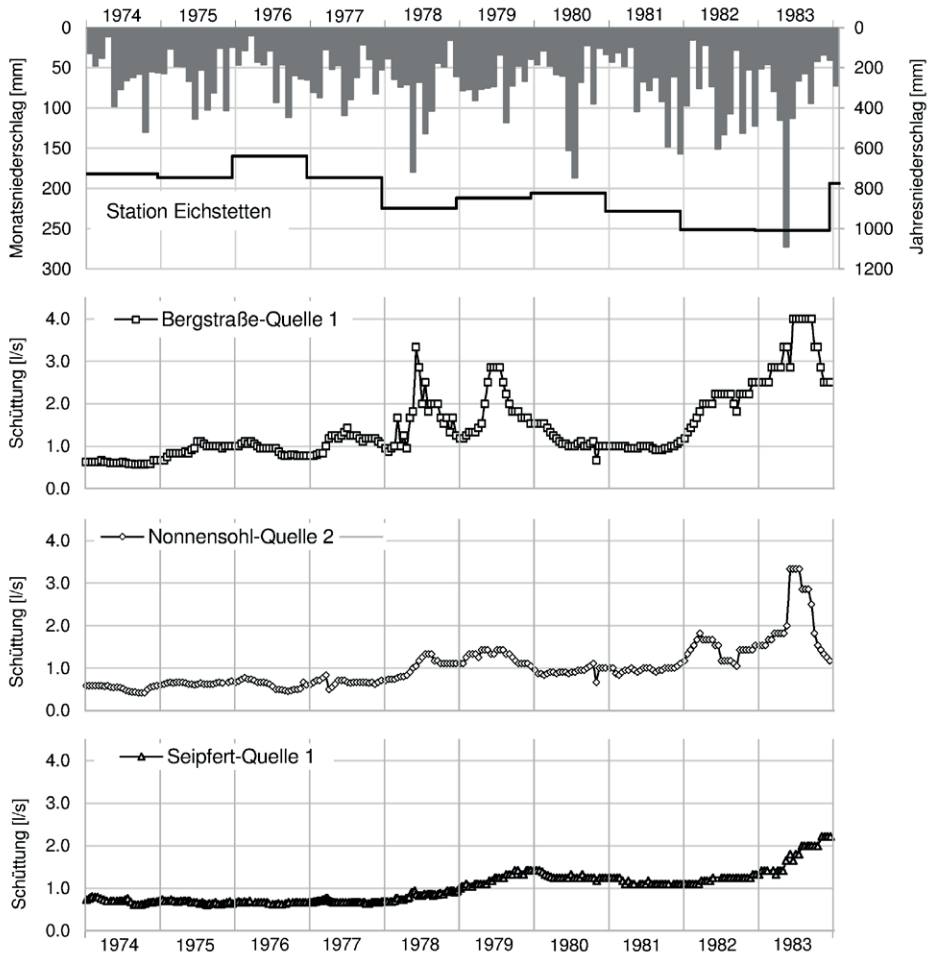 1974 1975 1976 1977 1978 1979 1980 1981 1982 1983
Monatsniederschlag [mm]
0
50
100
150
200
250
300
Station Eichstetten
0
200
400
600
800
1000
1200
Jahresniederschlag [mm]
Schüttung [l/s]
4.0
3.0
2.0
1.0
0.0
Bergstraße-Quelle 1
Schüttung [l/s]
4.0
3.0
2.0
1.0
0.0
Nonnensohl-Quelle 2
Schüttung [l/s]
4.0
3.0
2.0
1.0
0.0
Seipfert-Quelle 1
1974 1975 1976 1977 1978 1979 1980 1981 1982 1983